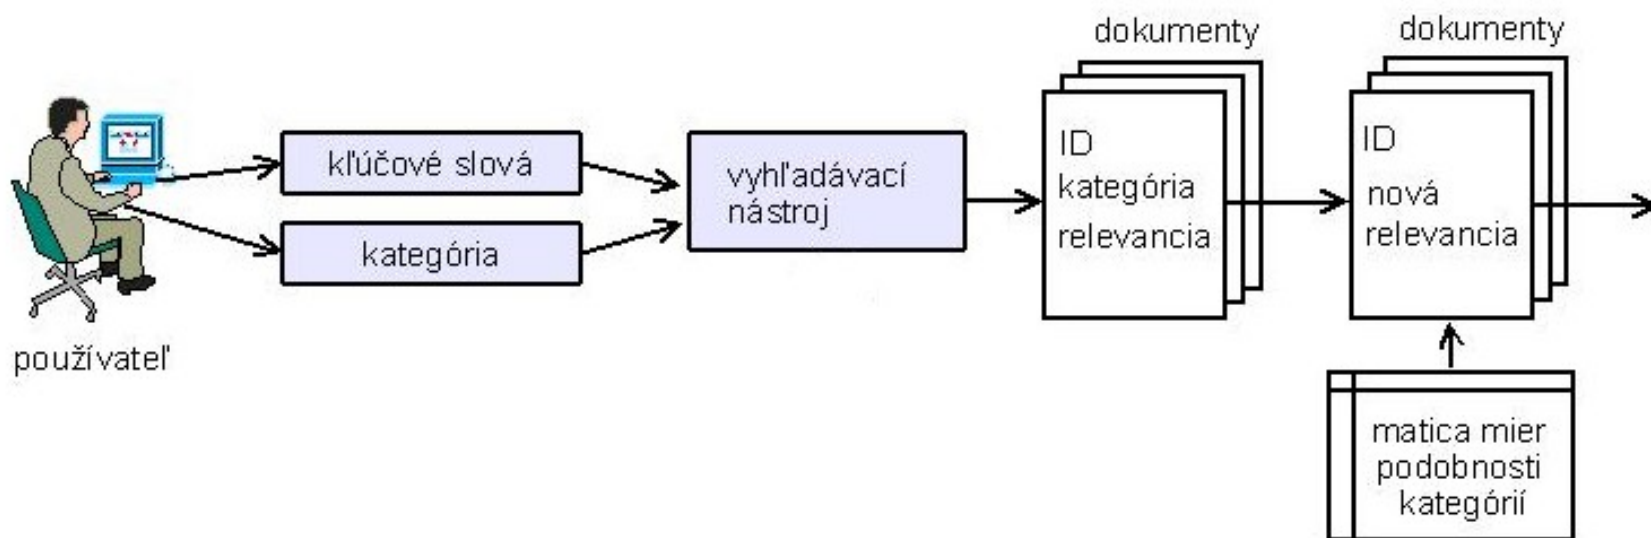 používateľ
kľúčové slová
kategória
vyhľadávací
nástroj
dokumenty
ID
kategória
relevancia
dokumenty
ID
nová
relevancia
matica mier
podobnosti
kategórií